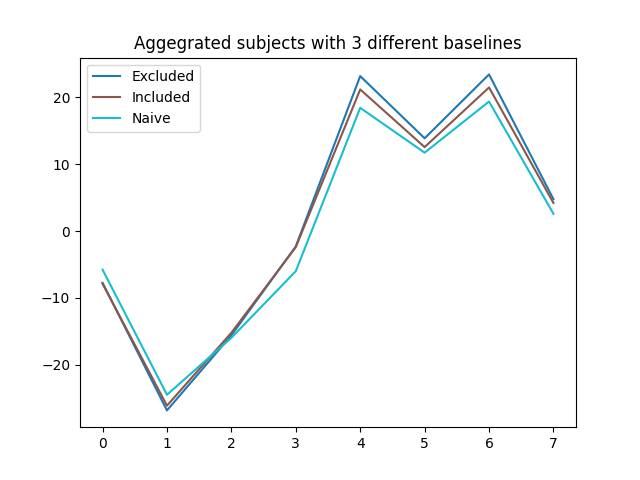 Aggegrated subjects with 3 different baselines
Excluded
Included
Naive
20
10
0
−10
−20
0 1 2 3 4 5 6 7